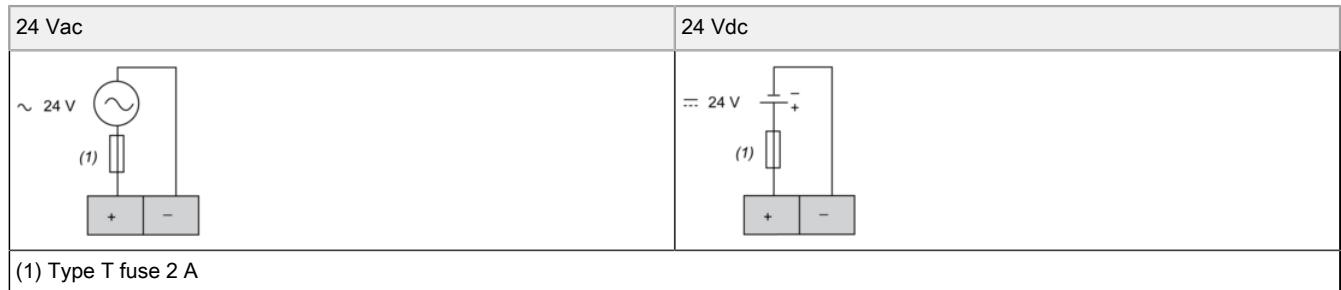 24 Vac
24 Vdc
~ 24 V
(1)
+ −
⎓ 24 V
−
+
(1)
+ −
(1) Type T fuse 2 A